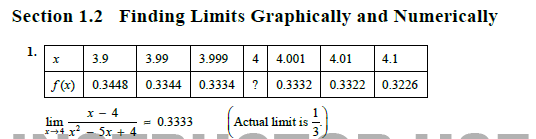 Section 1.2 Finding Limits Graphically and Numerically
1.
x 3.9 3.99 3.999 4 4.001 4.01 4.1
f(x) 0.3448 0.3344 0.3334 ? 0.3332 0.3322 0.3226
lim x→4 (x − 4)/(x² − 5x + 4) ≈ 0.3333 (Actual limit is 1/3.)